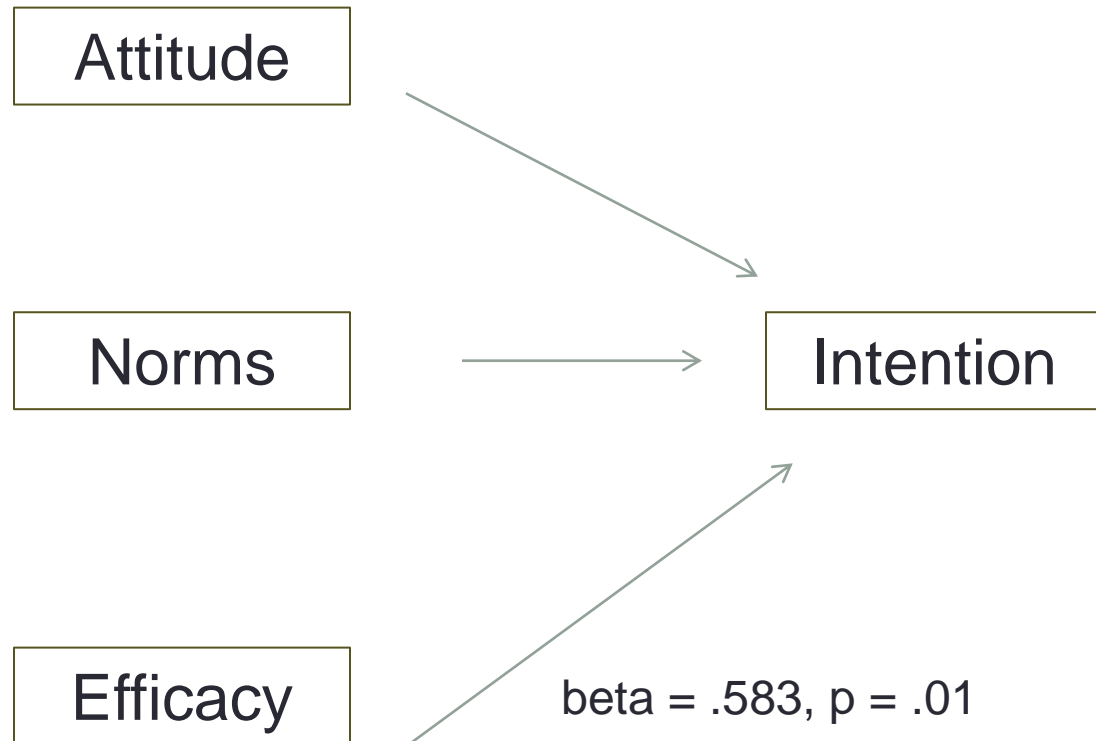 Attitude
Norms
Intention
Efficacy
beta = .583, p = .01